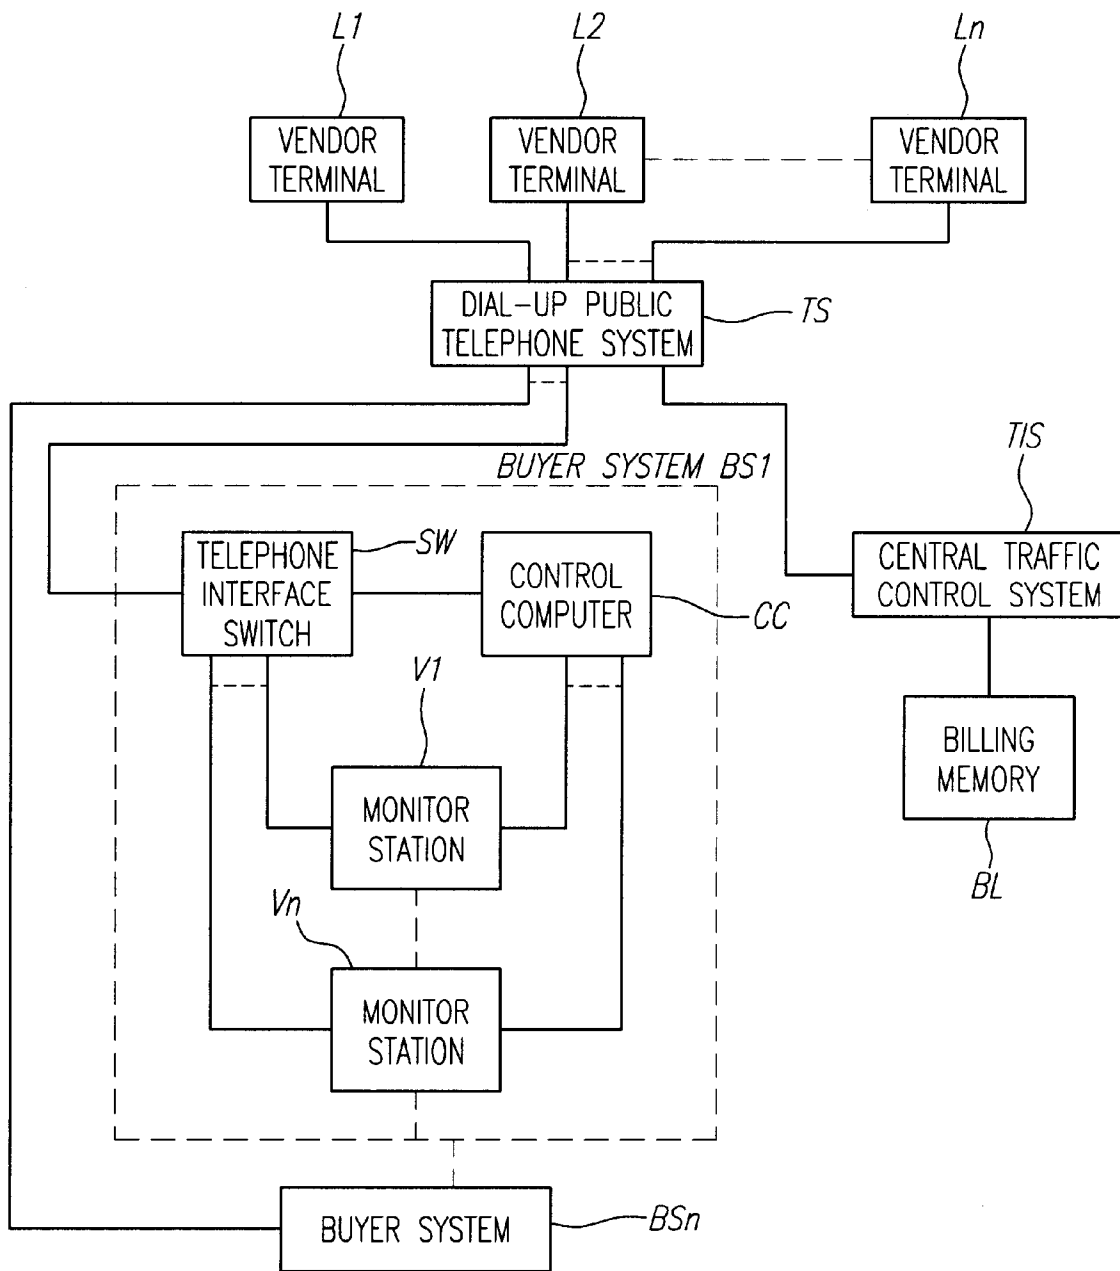 L1
L2
Ln
VENDOR
TERMINAL
VENDOR
TERMINAL
VENDOR
TERMINAL
DIAL-UP PUBLIC
TELEPHONE SYSTEM
TS
BUYER SYSTEM BS1
TIS
TELEPHONE
INTERFACE
SWITCH
SW
CONTROL
COMPUTER
CC
CENTRAL TRAFFIC
CONTROL SYSTEM
V1
MONITOR
STATION
BILLING
MEMORY
BL
Vn
MONITOR
STATION
BUYER SYSTEM
BSn